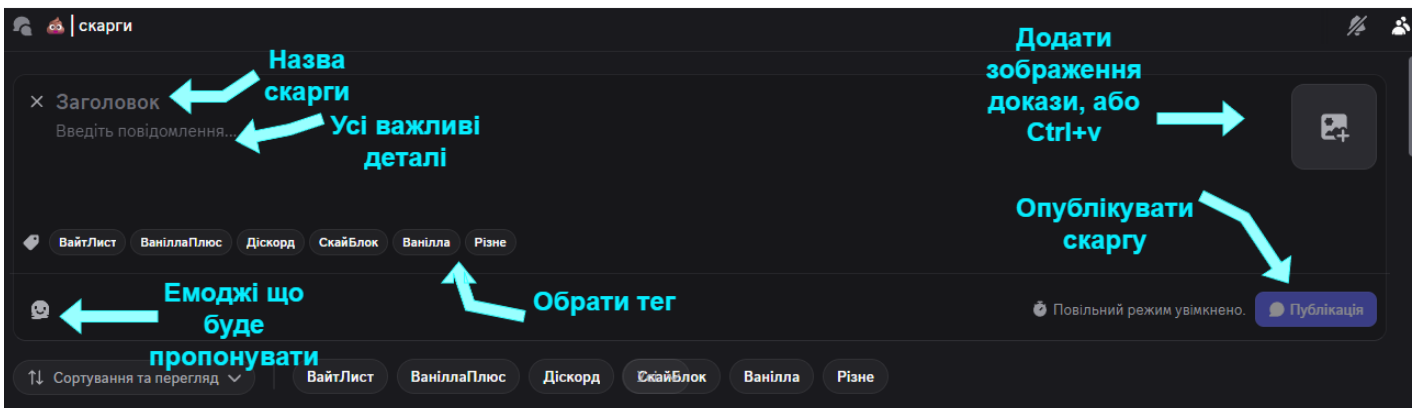 💩 | скарги
Назва
скарги
Заголовок
Введіть повідомлення...
Усі важливі
деталі
Додати
зображення
докази, або
Ctrl+v
Опублікувати
скаргу
ВайтЛист ВаніллаПлюс Діскорд СкайБлок Ванілла Різне
Обрати тег
Емоджі що
буде
пропонувати
Повільний режим увімкнено. Публікація
Сортування та перегляд ВайтЛист ВаніллаПлюс Діскорд СкайБлок Ванілла Різне